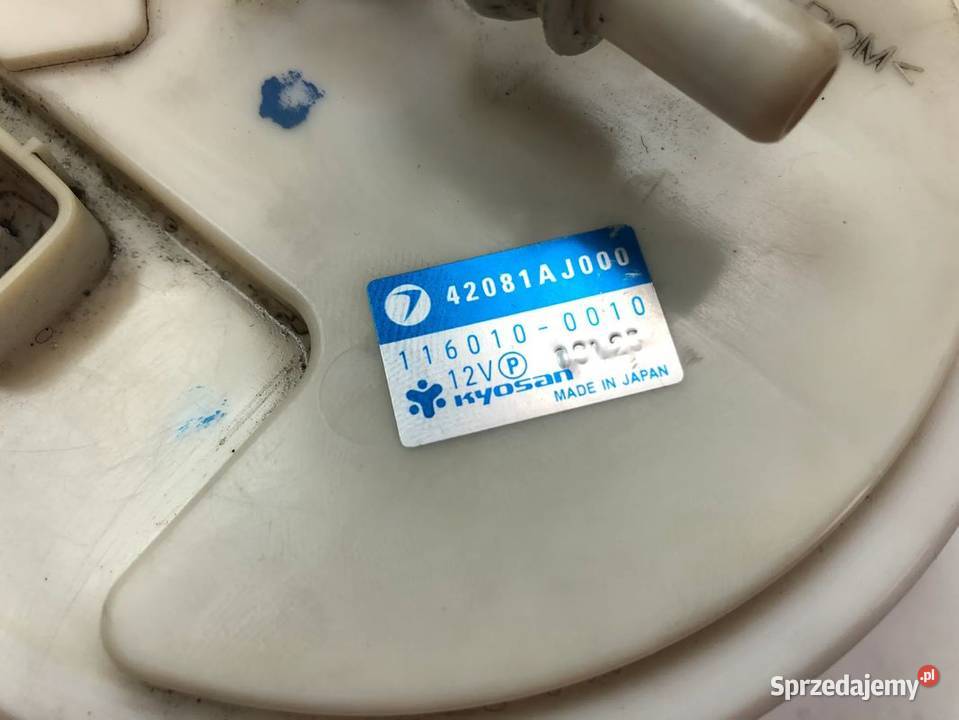 42081AJ000
116010-0010
12V P
Kyosan
MADE IN JAPAN
Sprzedajemy.pl